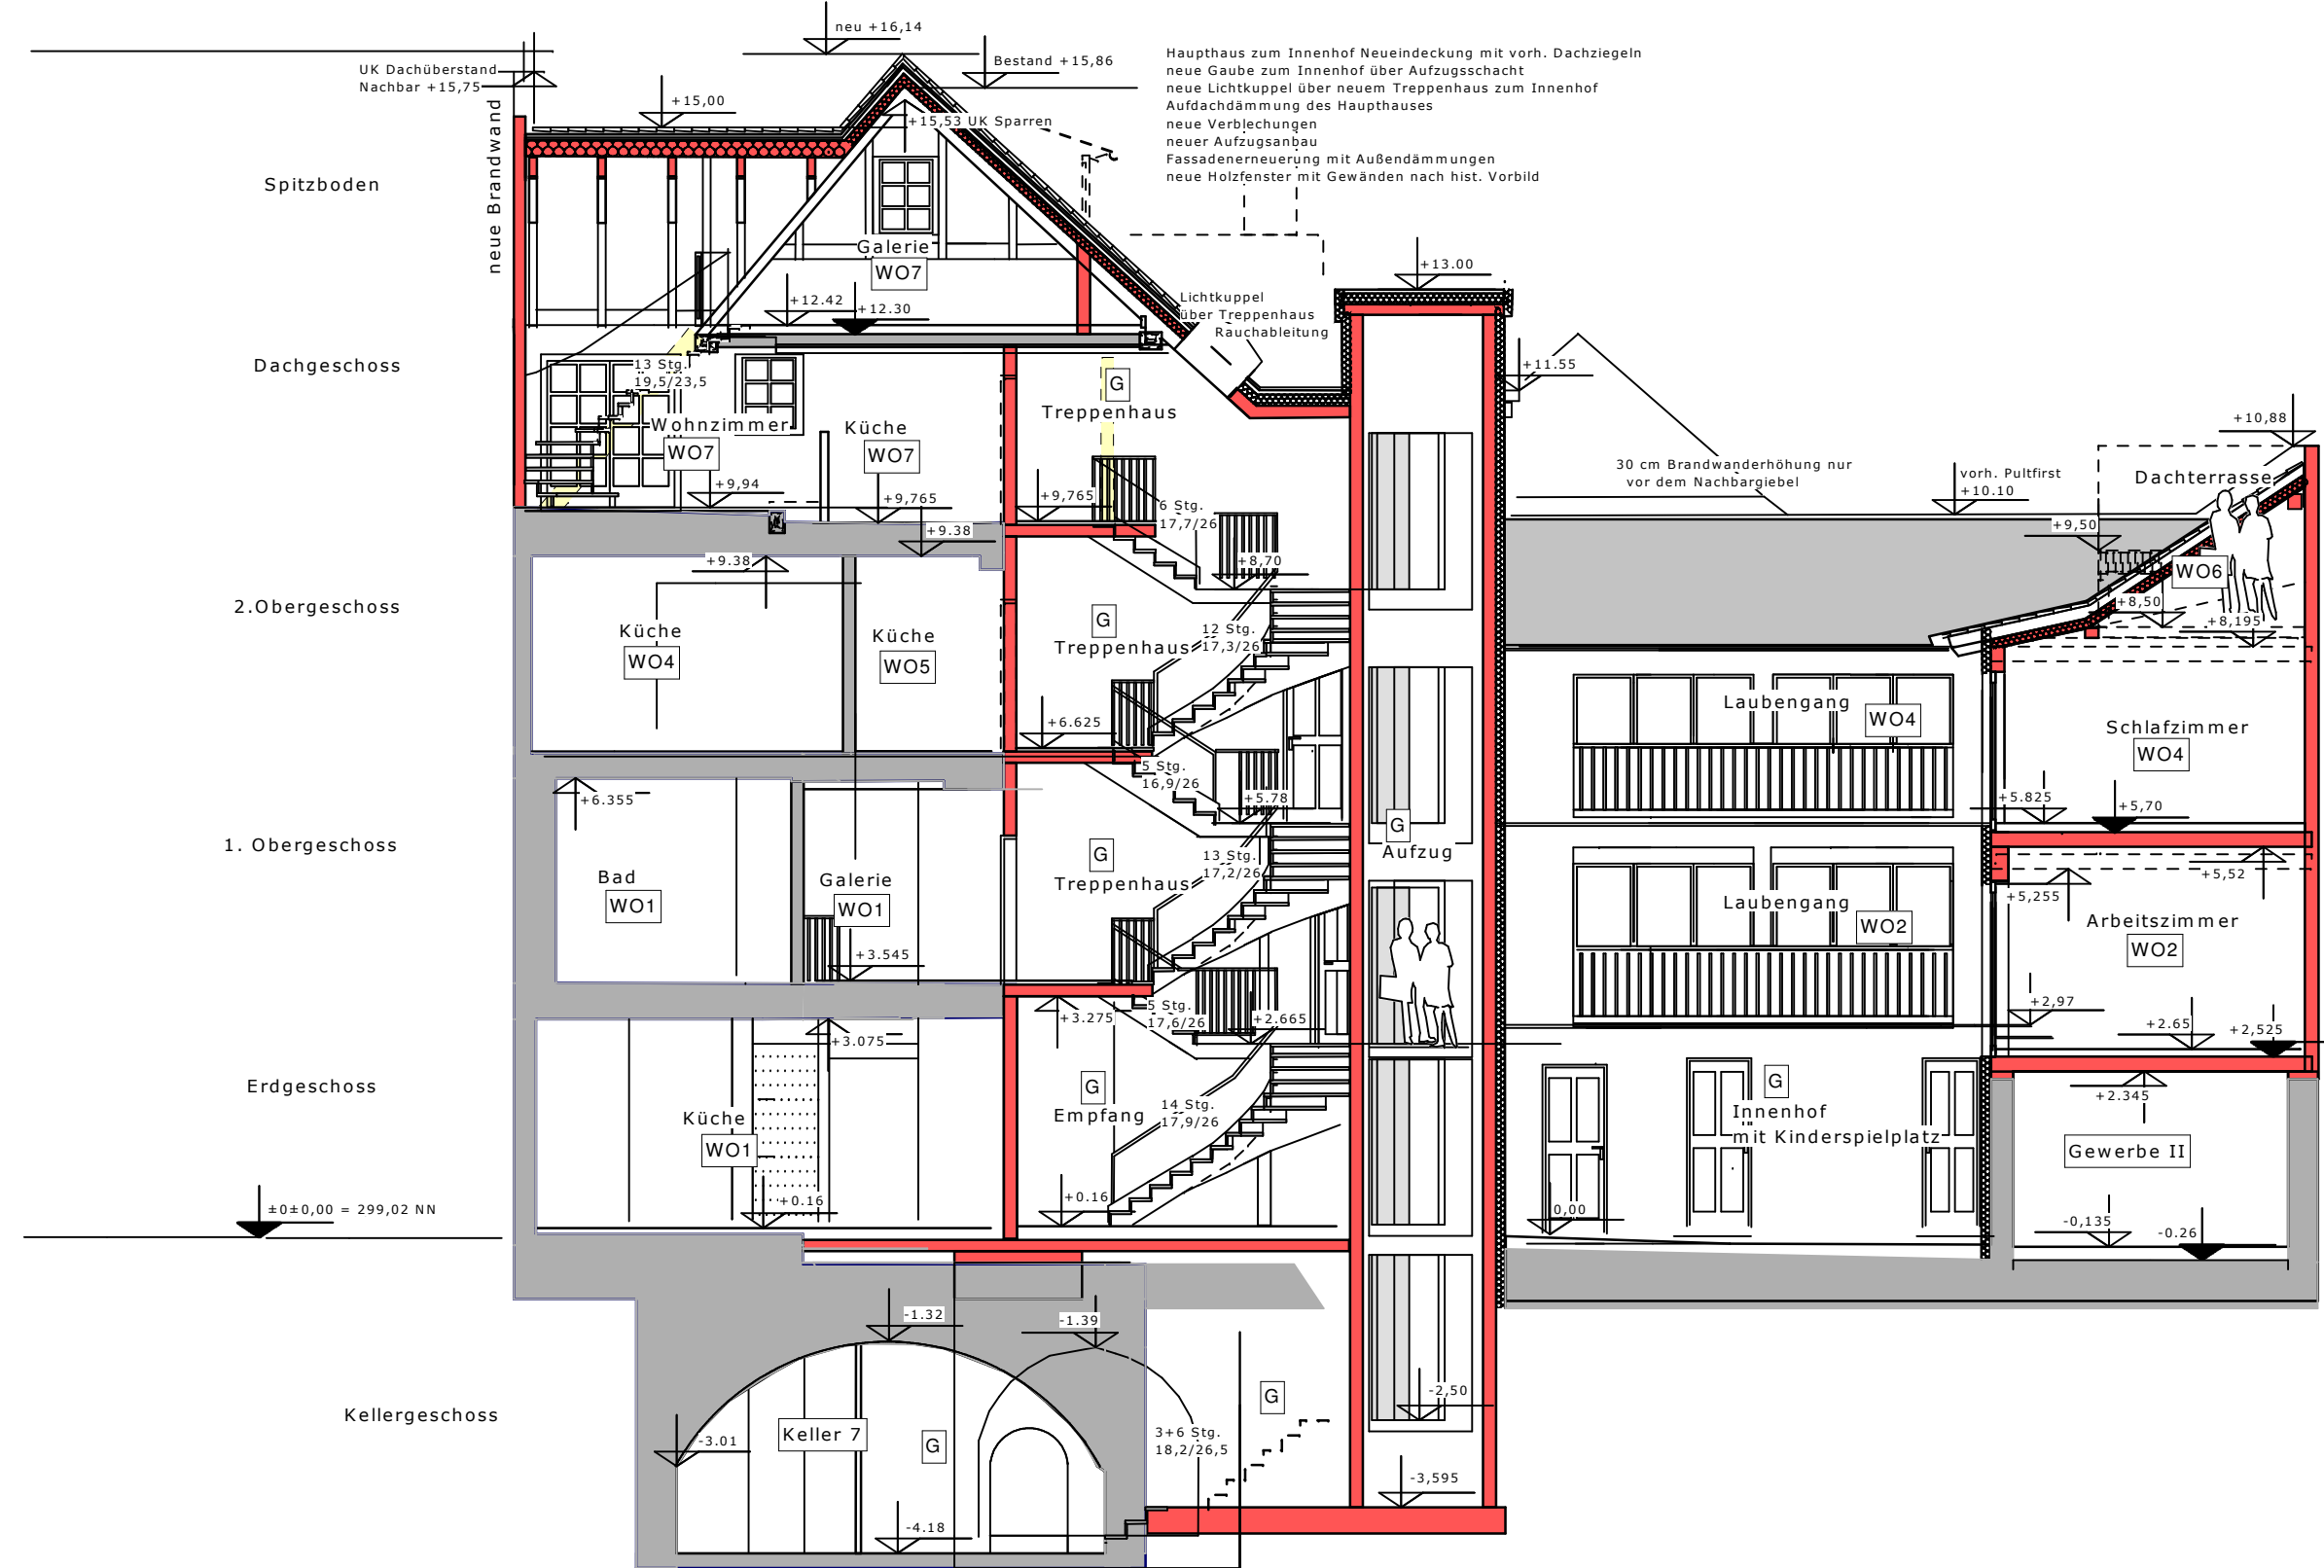 neu +16,14
UK Dachüberstand
Nachbar +15,75
Bestand +15,86
Haupthaus zum Innenhof Neueindeckung mit vorh. Dachziegeln
neue Gaube zum Innenhof über Aufzugsschacht
neue Lichtkuppel über neuem Treppenhaus zum Innenhof
Aufdachdämmung des Haupthauses
neue Verblechungen
neuer Aufzugsanbau
Fassadenerneuerung mit Außendämmungen
neue Holzfenster mit Gewänden nach hist. Vorbild
+15,00
+15,53 UK Sparren
neue Brandwand
Spitzboden
Galerie
WO7
+12.42
+12.30
+13.00
Lichtkuppel
über Treppenhaus
Rauchableitung
Dachgeschoss
13 Stg.
19,5/23,5
Wohnzimmer
WO7
Küche
WO7
G
Treppenhaus
+11.55
+9,94
+9,765
+9,765
6 Stg.
17,7/26
30 cm Brandwanderhöhung nur
vor dem Nachbargiebel
vorh. Pultfirst
+10.10
+10,88
Dachterrasse
+9,50
WO6
+8,50
+8,195
+9.38
+9.38
+8,70
2.Obergeschoss
Küche
WO4
Küche
WO5
G
Treppenhaus
12 Stg.
17,3/26
+6.625
5 Stg.
16,9/26
+5.78
Laubengang
WO4
Schlafzimmer
WO4
+5.825
+5,70
+6.355
1. Obergeschoss
Bad
WO1
Galerie
WO1
G
Treppenhaus
13 Stg.
17,2/26
G
Aufzug
+5,52
+5,255
Laubengang
WO2
Arbeitszimmer
WO2
+3.545
+3.275
5 Stg.
17,6/26
+2.665
+2,97
+2.65
+2,525
+3.075
Erdgeschoss
Küche
WO1
G
Empfang
14 Stg.
17,9/26
G
Innenhof
mit Kinderspielplatz
+2.345
Gewerbe II
+0.16
+0.16
0,00
-0,135
-0.26
±0±0,00 = 299,02 NN
-1.32
-1.39
Kellergeschoss
-3.01
Keller 7
G
G
3+6 Stg.
18,2/26,5
-2,50
-3,595
-4.18